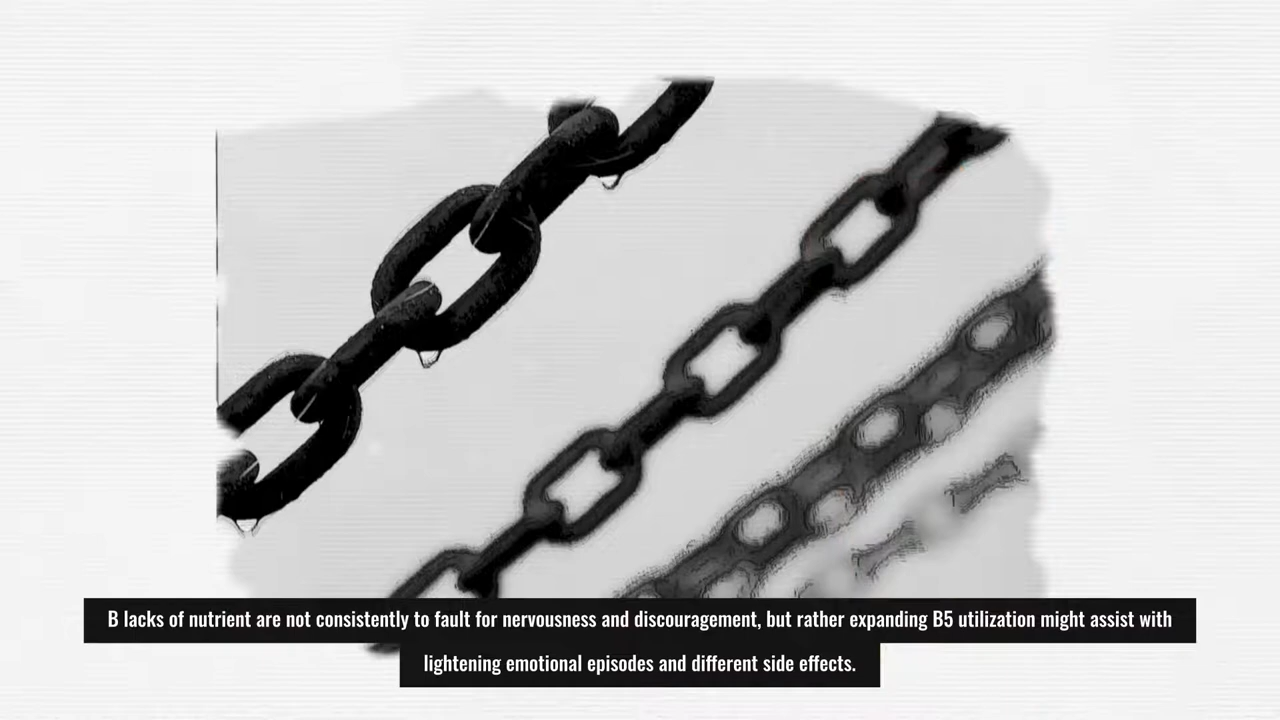 B lacks of nutrient are not consistently to fault for nervousness and discouragement, but rather expanding B5 utilization might assist with
lightening emotional episodes and different side effects.